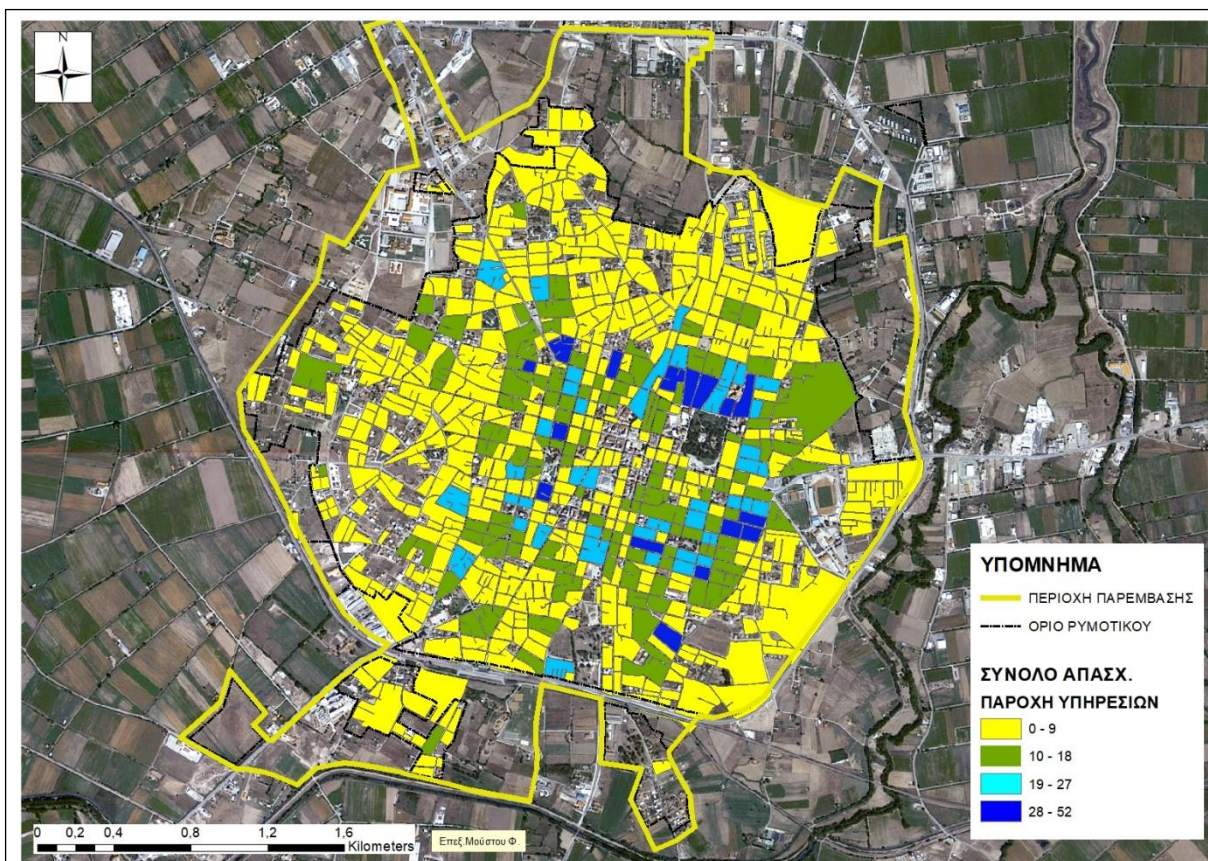 N
ΥΠΟΜΝΗΜΑ
ΠΕΡΙΟΧΗ ΠΑΡΕΜΒΑΣΗΣ
ΟΡΙΟ ΡΥΜΟΤΙΚΟΥ
ΣΥΝΟΛΟ ΑΠΑΣΧ.
ΠΑΡΟΧΗ ΥΠΗΡΕΣΙΩΝ
0 - 9
10 - 18
19 - 27
28 - 52
0 0,2 0,4 0,8 1,2 1,6
Kilometers
Επεξ.Μούστου Φ.